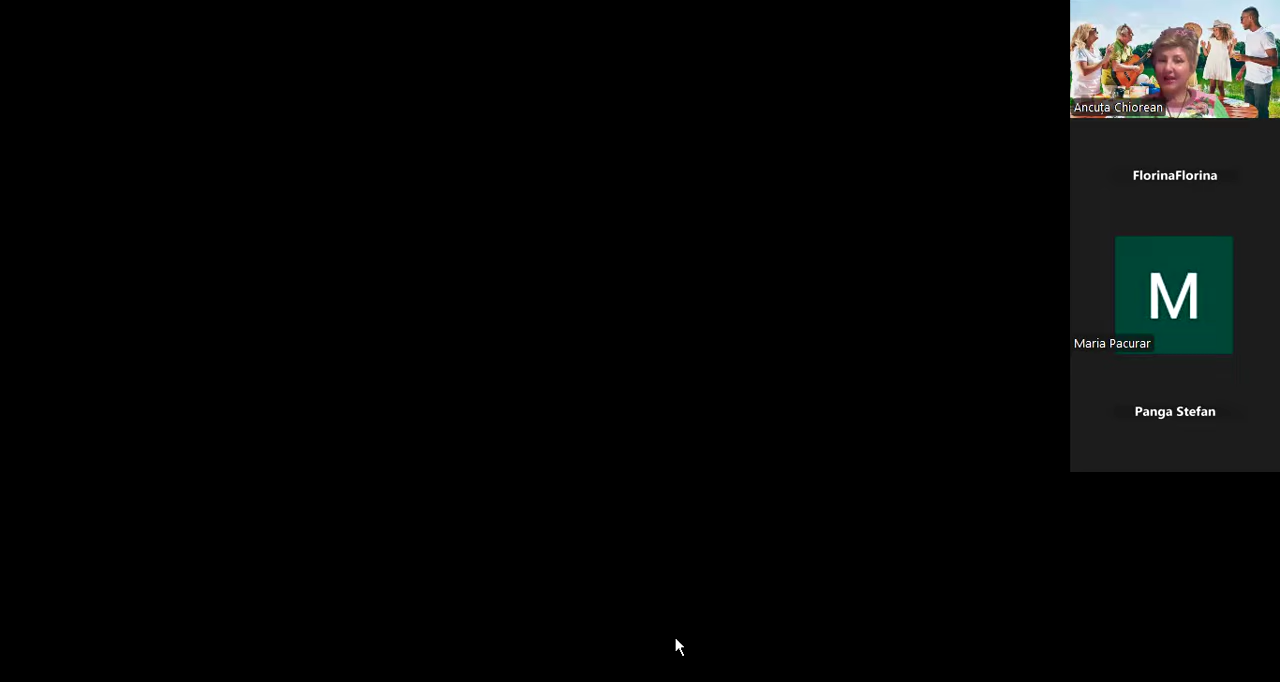 Ancuța Chiorean
FlorinaFlorina
M
Maria Pacurar
Panga Stefan